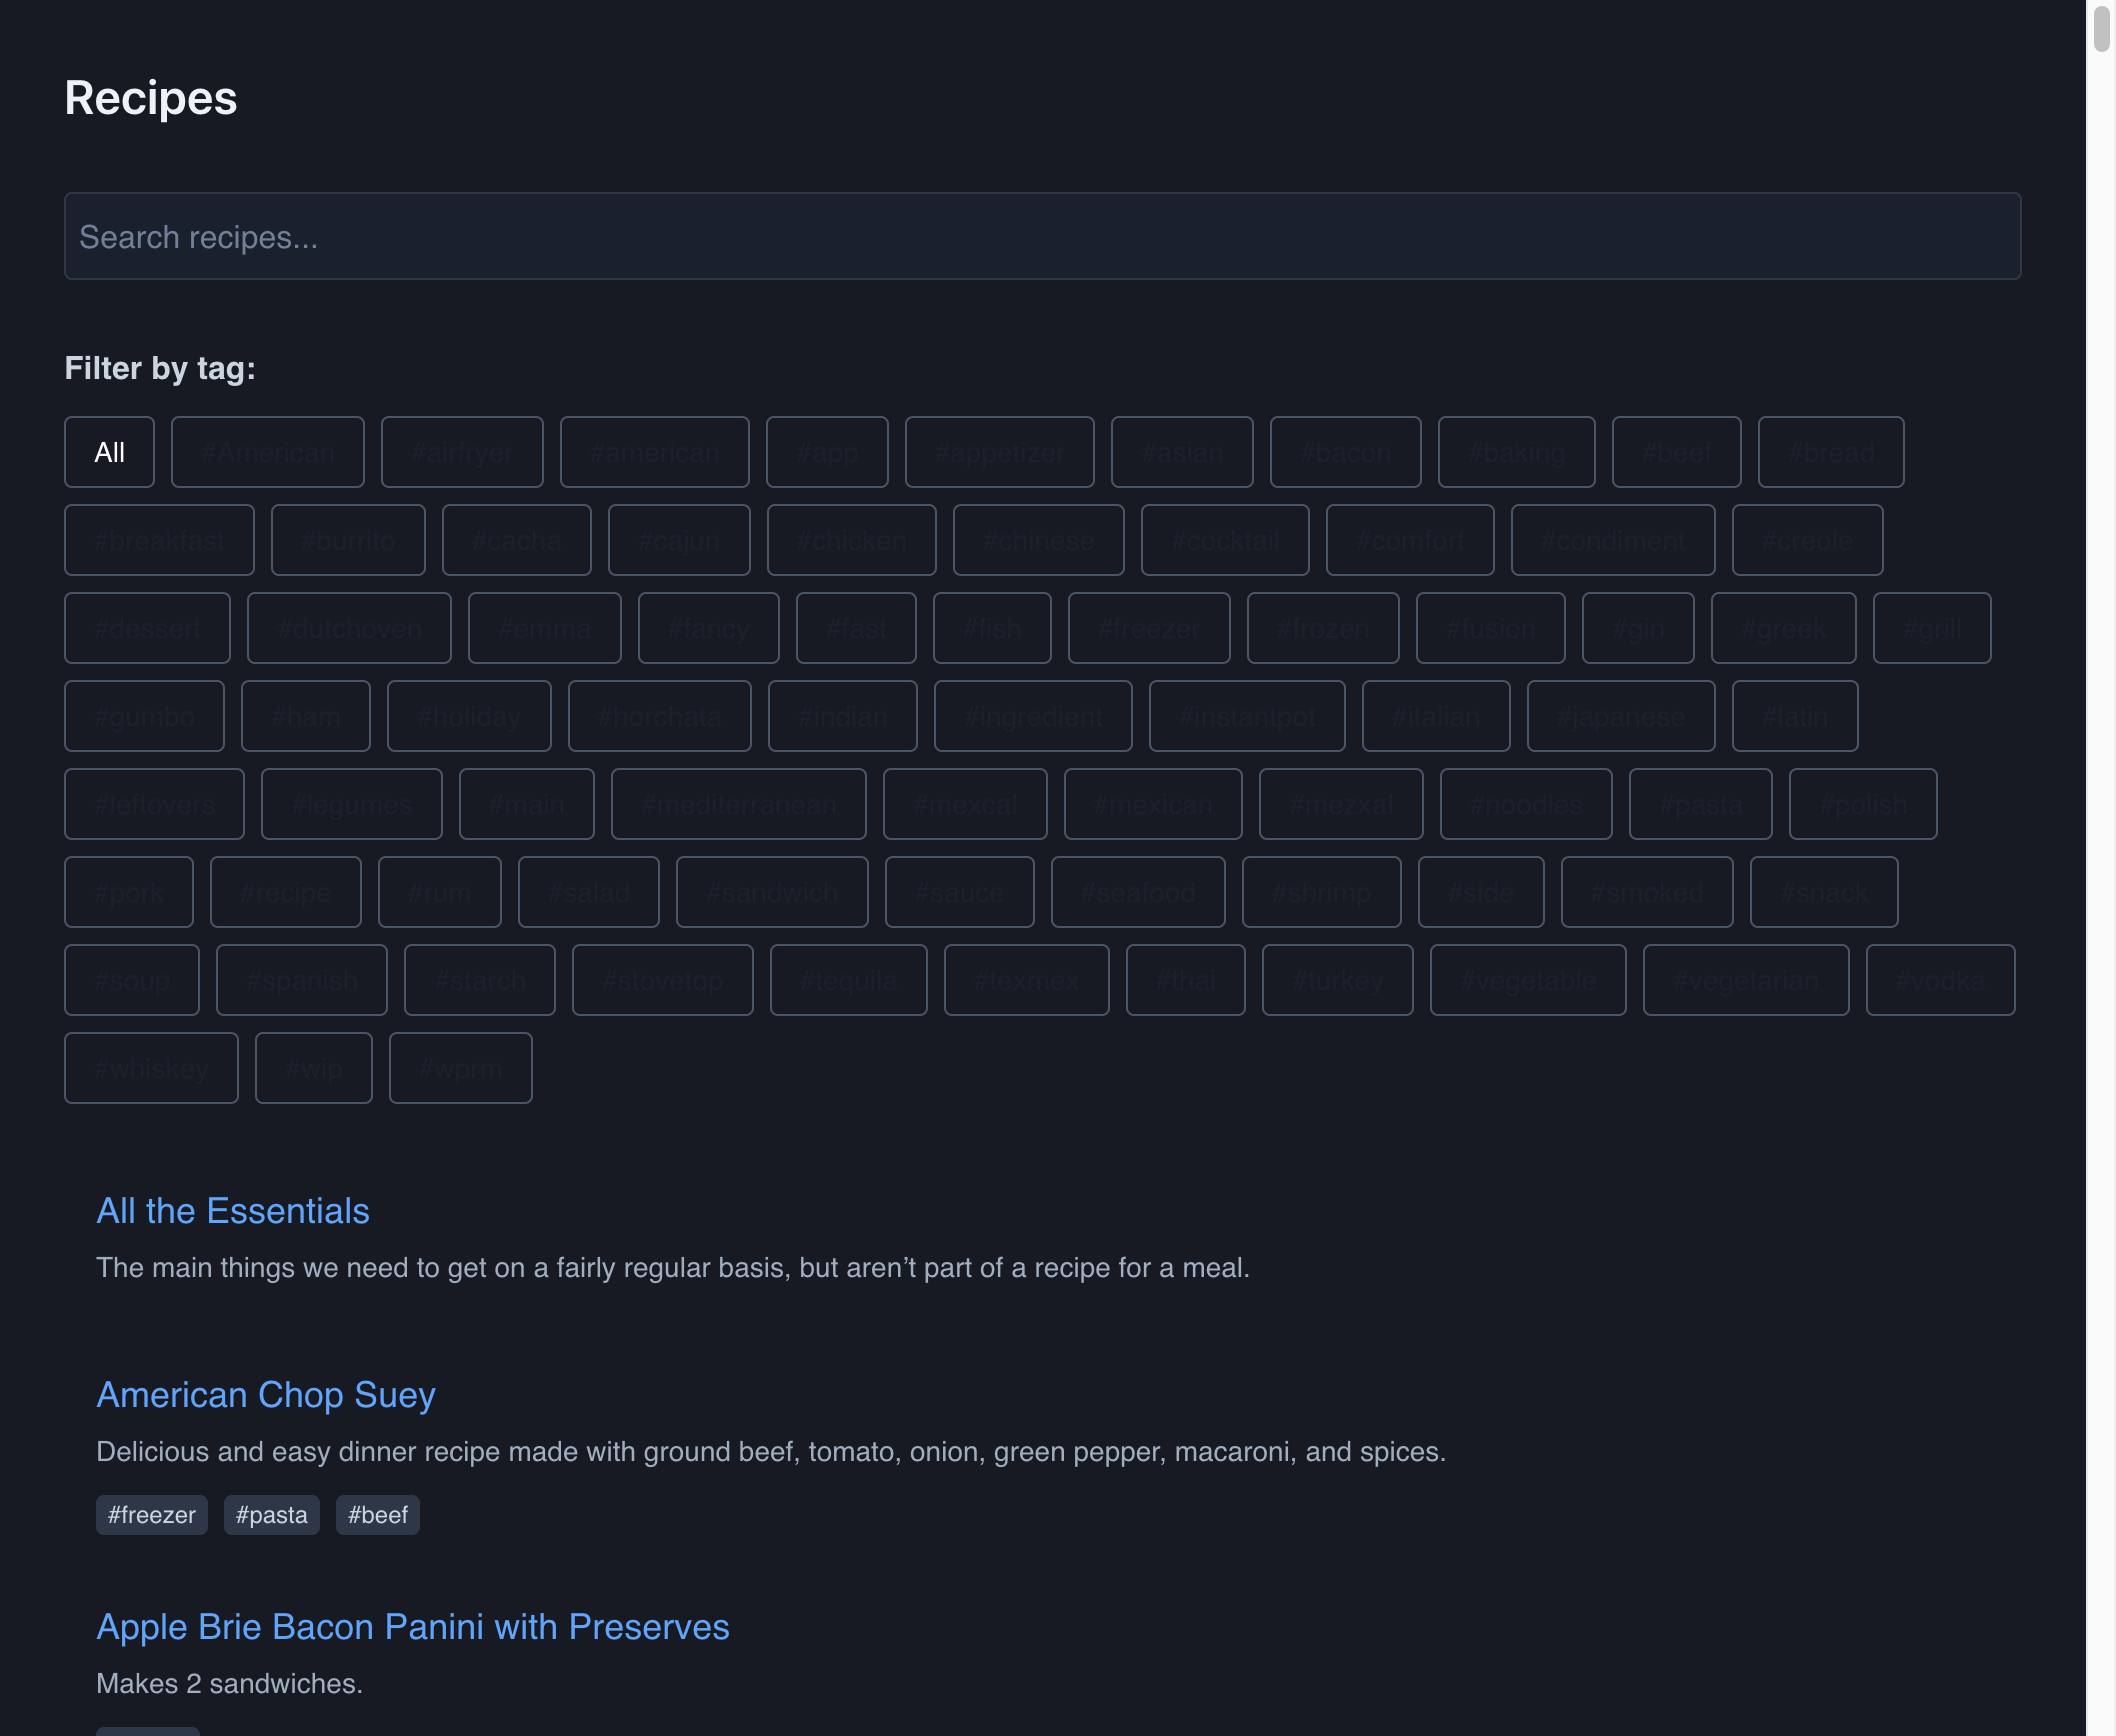 Recipes
Search recipes...
Filter by tag:
All #American #airfryer #american #app #appetizer #asian #bacon #baking #beef #bread
#breakfast #burrito #cacha #cajun #chicken #chinese #cocktail #comfort #condiment #creole
#dessert #dutchoven #emma #fancy #fast #fish #freezer #frozen #fusion #gin #greek #grill
#gumbo #ham #holiday #horchata #indian #ingredient #instantpot #italian #japanese #latin
#leftovers #legumes #main #mediterranean #mexcal #mexican #mezxal #noodles #pasta #polish
#pork #recipe #rum #salad #sandwich #sauce #seafood #shrimp #side #smoked #snack
#soup #spanish #starch #stovetop #tequila #texmex #thai #turkey #vegetable #vegetarian #vodka
#whiskey #wip #wprm
All the Essentials
The main things we need to get on a fairly regular basis, but aren’t part of a recipe for a meal.
American Chop Suey
Delicious and easy dinner recipe made with ground beef, tomato, onion, green pepper, macaroni, and spices.
#freezer #pasta #beef
Apple Brie Bacon Panini with Preserves
Makes 2 sandwiches.